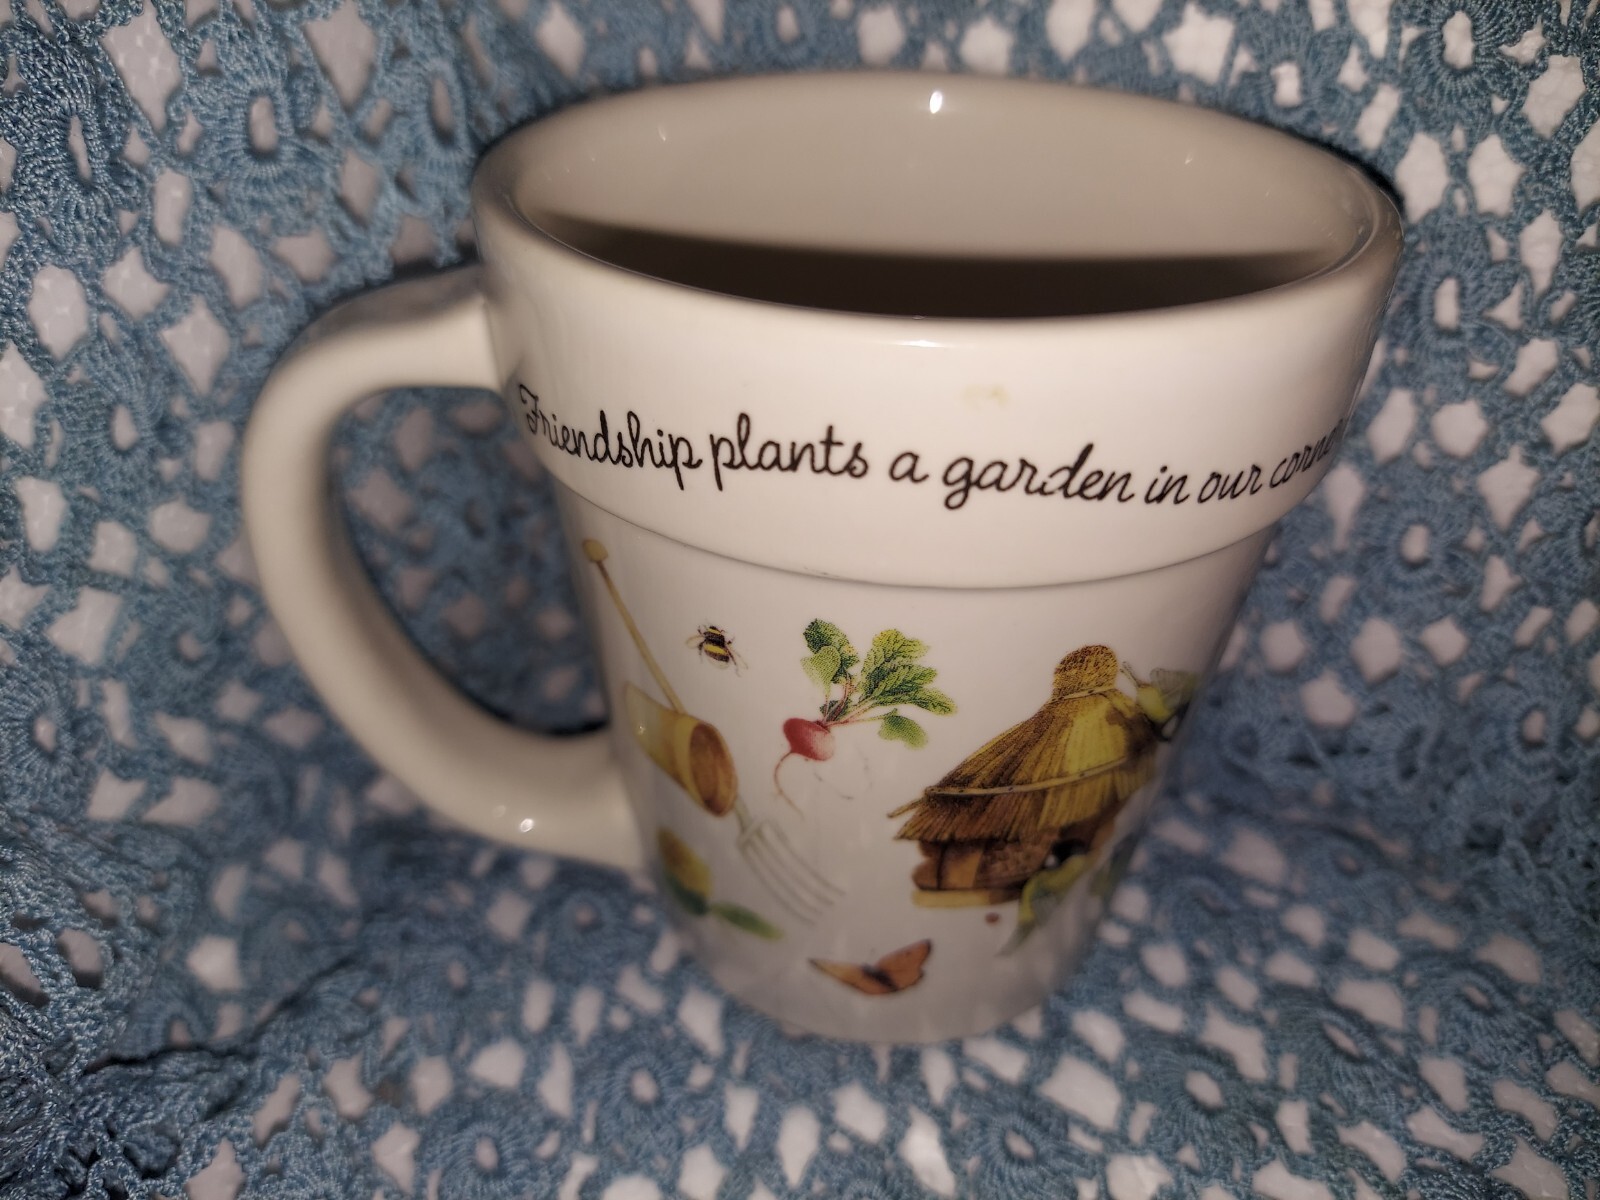 Friendship plants a garden in our